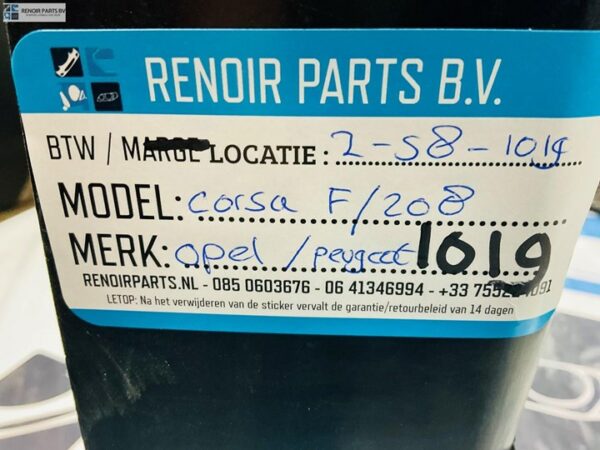 RENOIR PARTS BV
RENOIR PARTS B.V.
BTW / MARGE LOCATIE: 2-S8-1019
MODEL: Corsa F/208
MERK: opel / peugeot 1019
RENOIRPARTS.NL - 085 0603676 - 06 41346994 - +33 755
LETOP: Na het verwijderen van de sticker vervalt de garantie/retourbeleid van 14 dagen